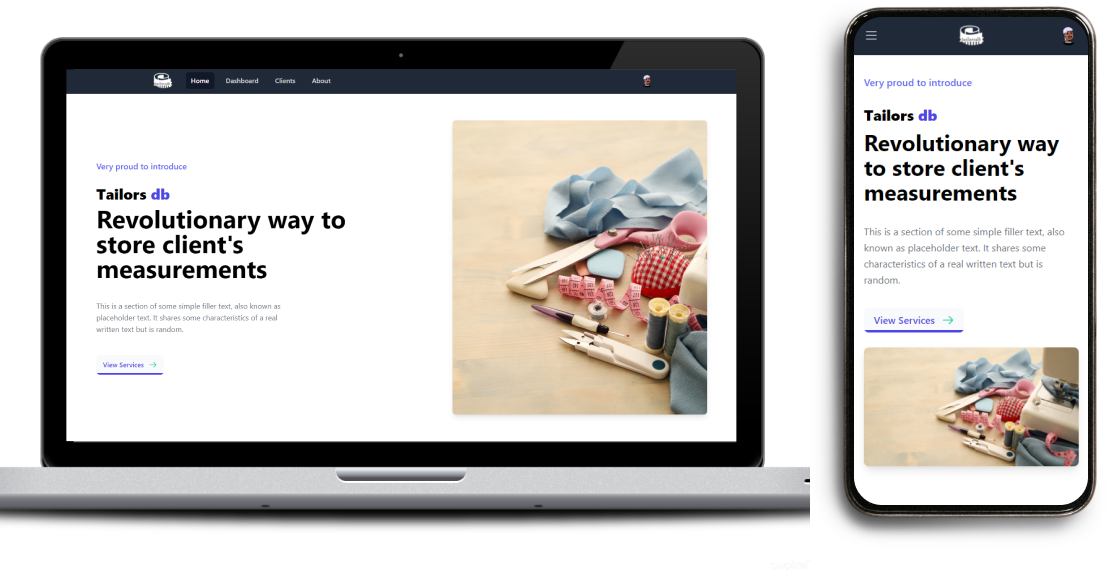 Home Dashboard Clients About
Very proud to introduce
Tailors db
Revolutionary way to
store client's
measurements
This is a section of some simple filler text, also known as
placeholder text. It shares some characteristics of a real
written text but is random.
View Services
Very proud to introduce
Tailors db
Revolutionary way
to store client's
measurements
This is a section of some simple filler text, also
known as placeholder text. It shares some
characteristics of a real written text but is
random.
View Services